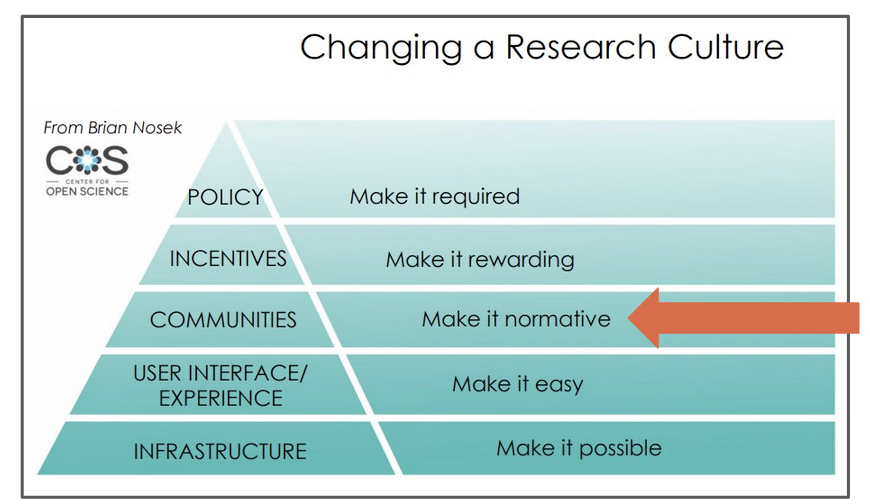 Changing a Research Culture
From Brian Nosek
COS
CENTER FOR
OPEN SCIENCE
POLICY
Make it required
INCENTIVES
Make it rewarding
COMMUNITIES
Make it normative
USER INTERFACE/
EXPERIENCE
Make it easy
INFRASTRUCTURE
Make it possible